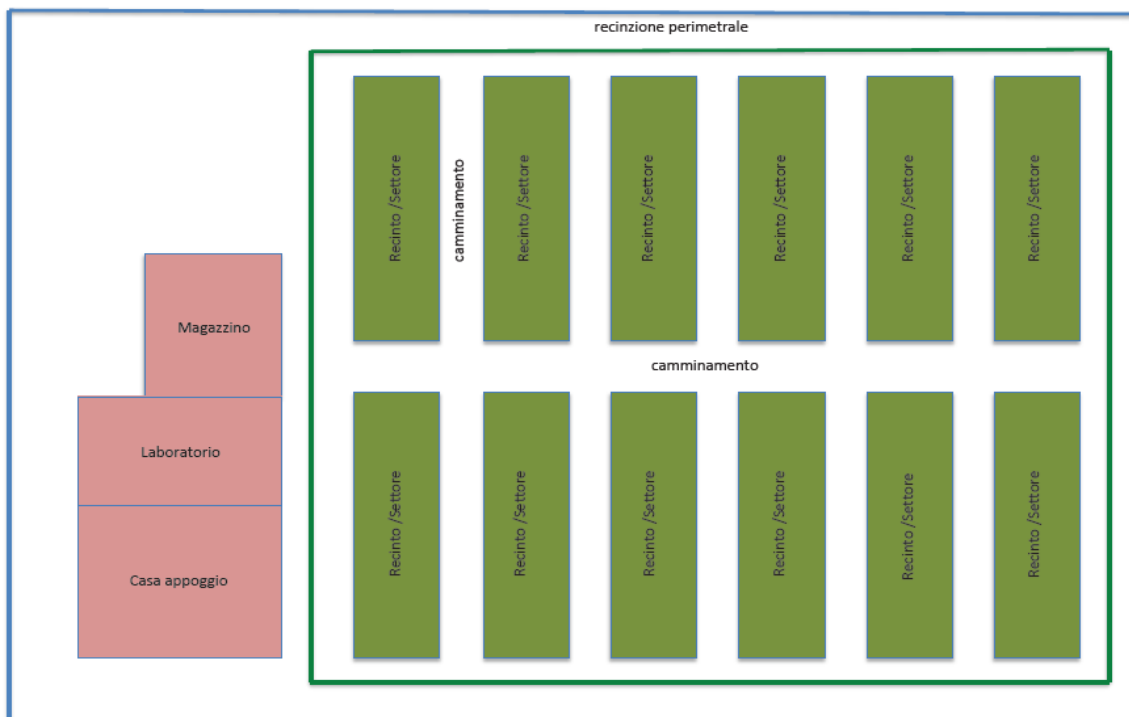 recinzione perimetrale
Recinto /Settore
camminamento
Recinto /Settore
Recinto /Settore
Recinto /Settore
Recinto /Settore
Recinto /Settore
Magazzino
camminamento
Laboratorio
Casa appoggio
Recinto /Settore
Recinto /Settore
Recinto /Settore
Recinto /Settore
Recinto /Settore
Recinto /Settore